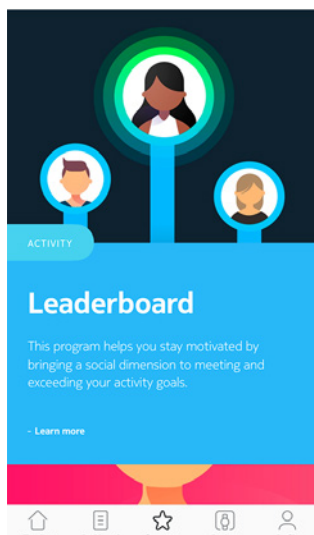 ACTIVITY
Leaderboard
This program helps you stay motivated by
bringing a social dimension to meeting and
exceeding your activity goals.
– Learn more